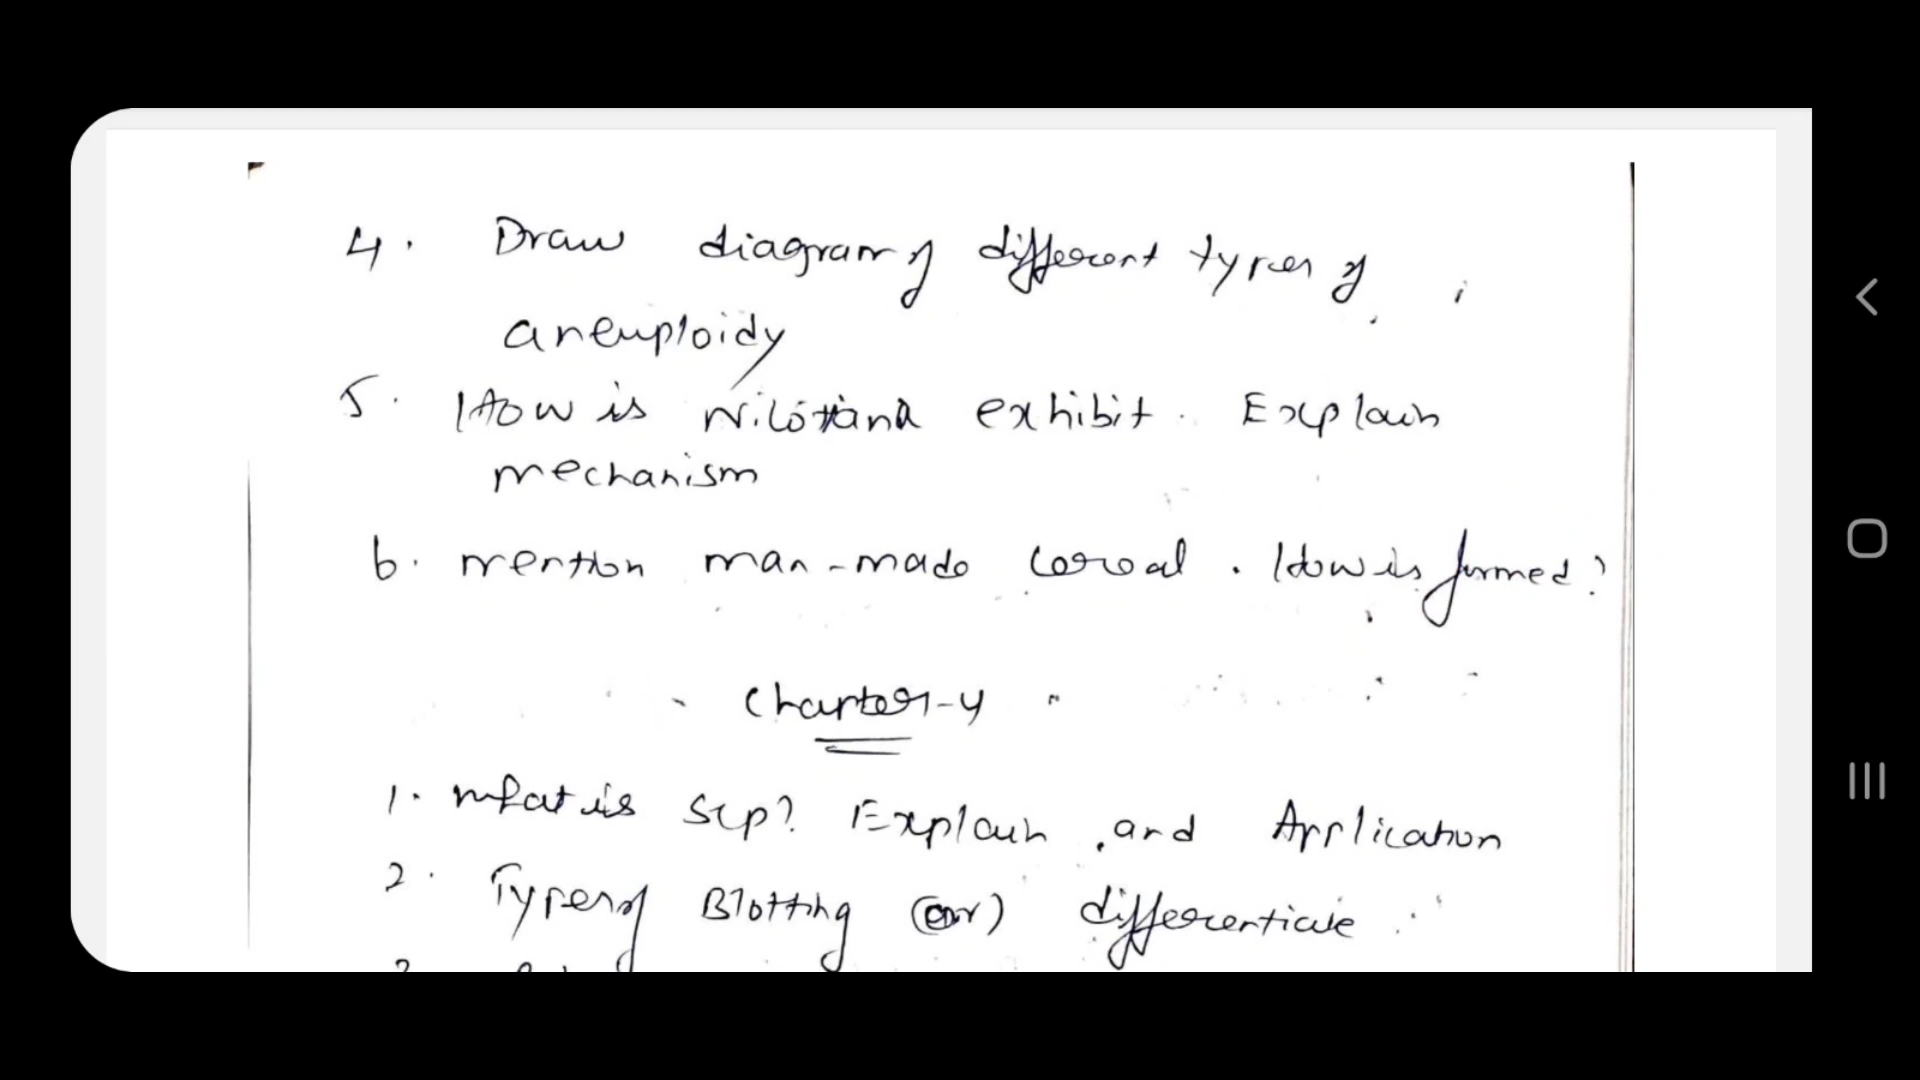 4. Draw diagram of different types of
aneuploidy
5. How is Nicotiana exhibit. Explain
mechanism
6. mention man-made cereal. How is formed?
Chapter-4
1. What is SCP? Explain and Application
2. Types of Blotting (or) differentiate